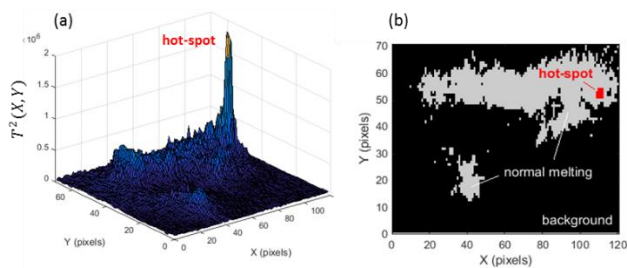 (a)
×10⁶
hot-spot
2
1.5
1
0.5
0
T²(X,Y)
60
40
20
0
Y (pixels)
0
20
40
60
80
100
X (pixels)
(b)
70
60
50
40
30
20
10
0
Y (pixels)
hot-spot
normal melting
background
0 20 40 60 80 100 120
X (pixels)